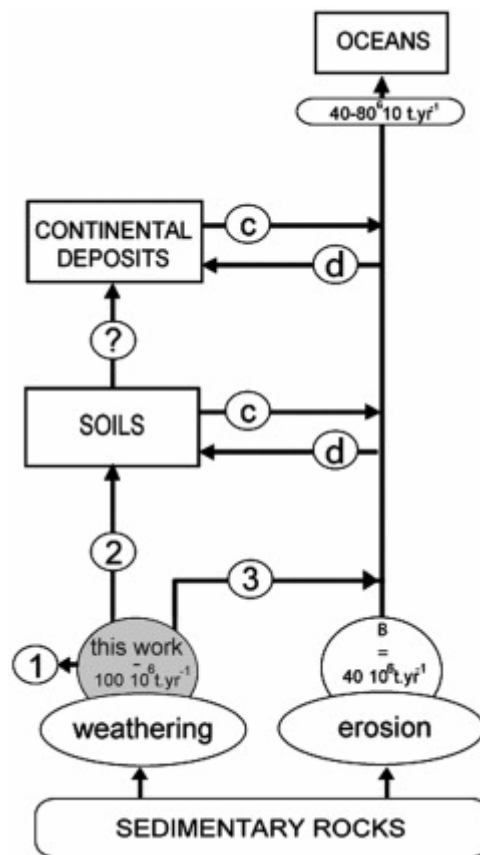 OCEANS
40-80 10⁶ t.yr⁻¹
CONTINENTAL
DEPOSITS
c
d
?
SOILS
c
d
2
3
1
this work
-
100 10⁶ t.yr⁻¹
B
=
40 10⁶ t.yr⁻¹
weathering
erosion
SEDIMENTARY ROCKS